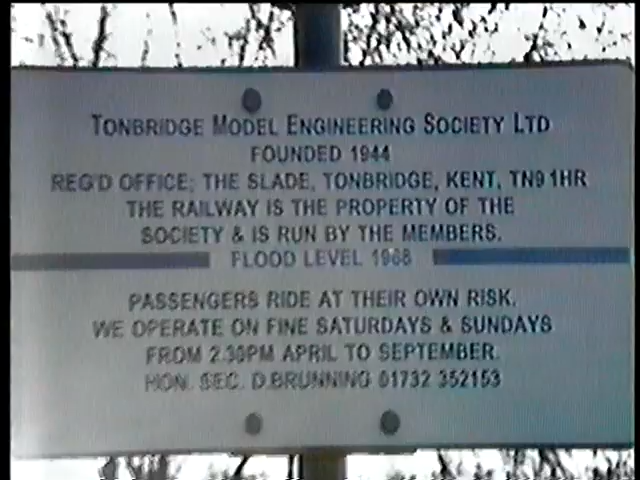 TONBRIDGE MODEL ENGINEERING SOCIETY LTD
FOUNDED 1944
REG'D OFFICE; THE SLADE, TONBRIDGE, KENT, TN9 1HR
THE RAILWAY IS THE PROPERTY OF THE
SOCIETY & IS RUN BY THE MEMBERS.
FLOOD LEVEL 1968
PASSENGERS RIDE AT THEIR OWN RISK.
WE OPERATE ON FINE SATURDAYS & SUNDAYS
FROM 2.30PM APRIL TO SEPTEMBER.
HON. SEC. D.BRUNNING 01732 352153